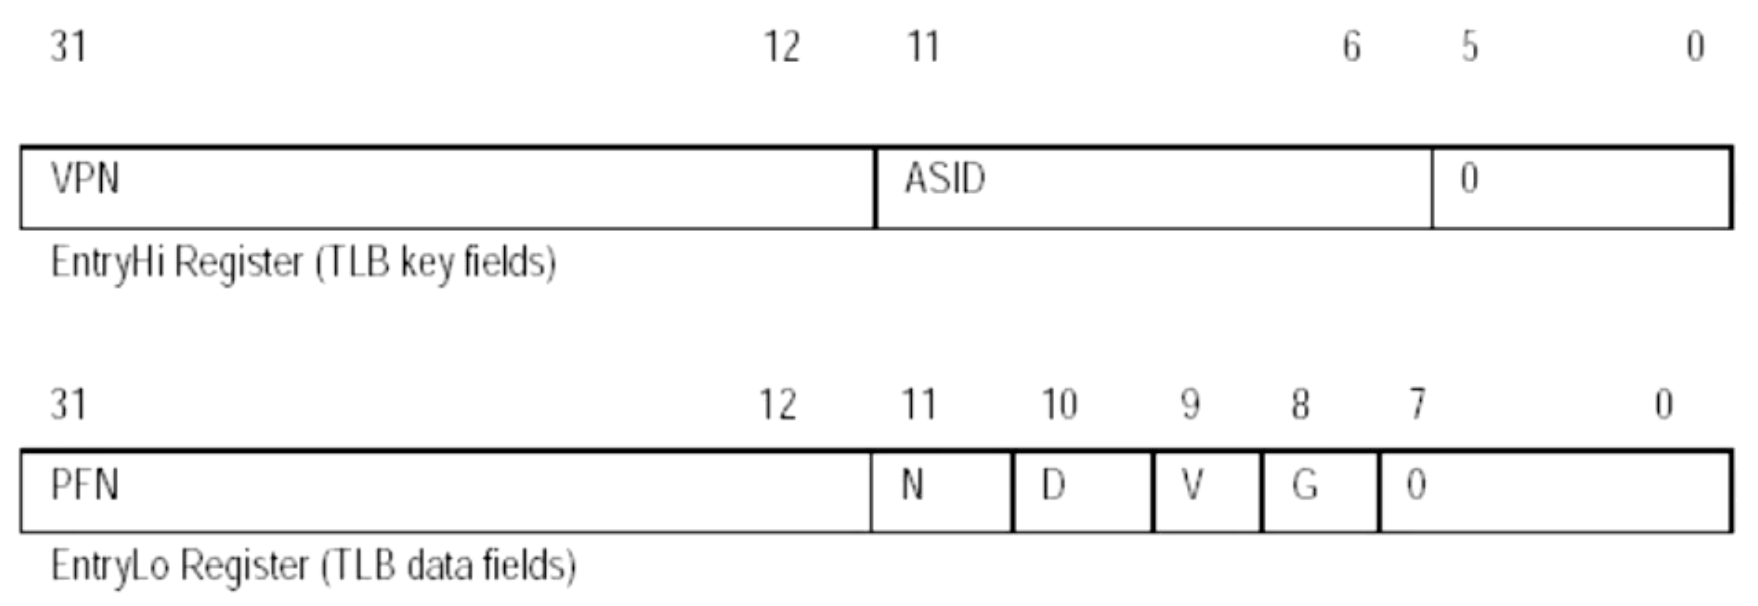 31 12 11 6 5 0
VPN ASID 0
EntryHi Register (TLB key fields)
31 12 11 10 9 8 7 0
PFN N D V G 0
EntryLo Register (TLB data fields)